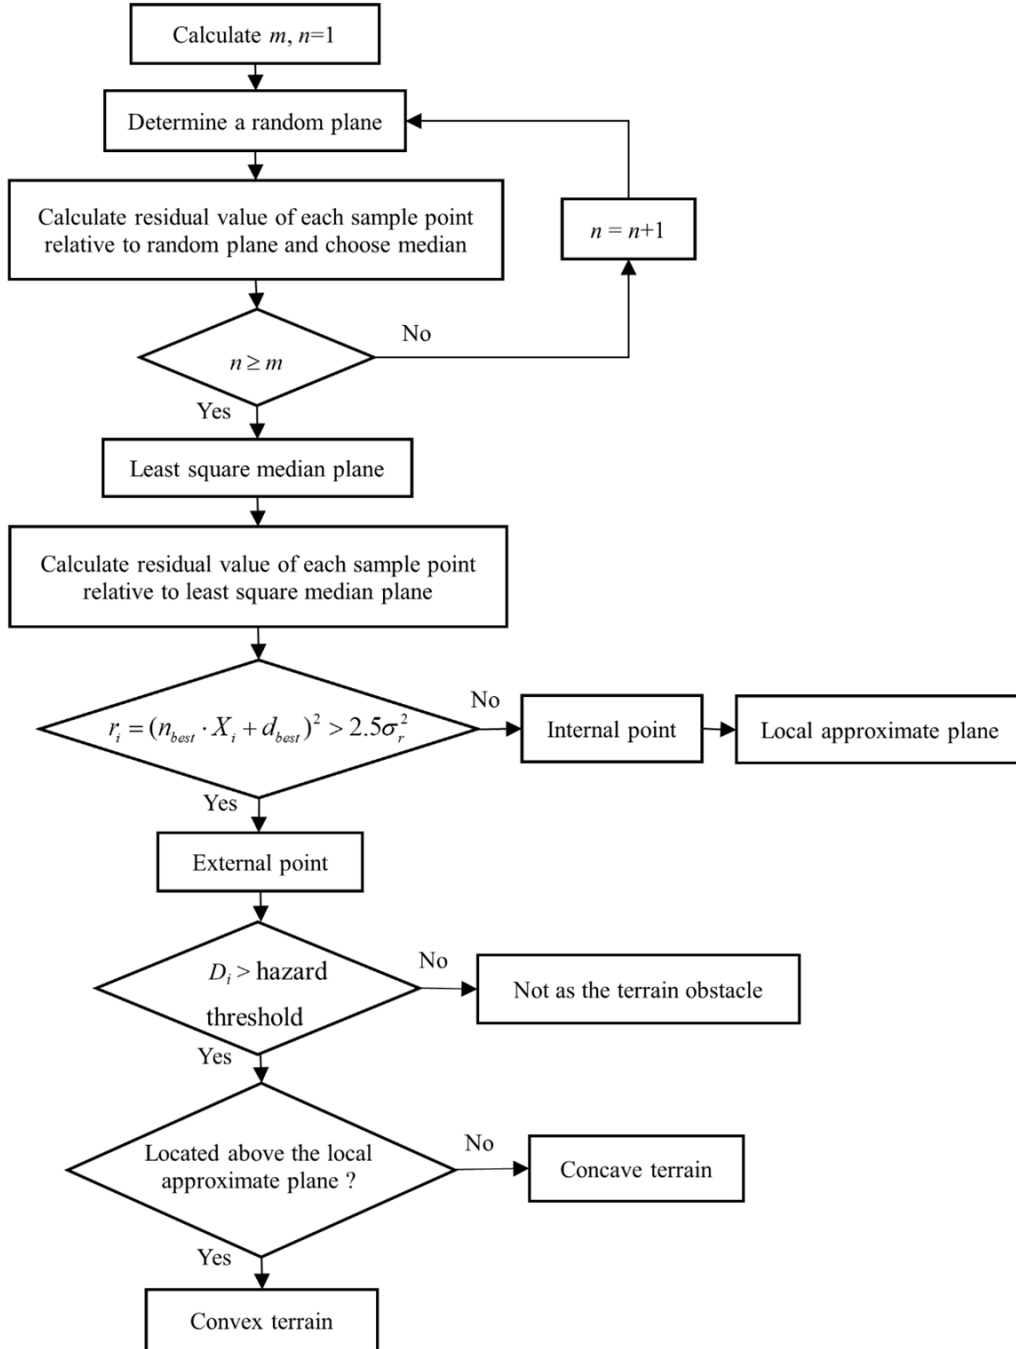 Calculate m, n=1
Determine a random plane
Calculate residual value of each sample point
relative to random plane and choose median
n = n+1
No
n ≥ m
Yes
Least square median plane
Calculate residual value of each sample point
relative to least square median plane
No
r_i = (n_best · X_i + d_best)^2 > 2.5σ_r^2
Internal point
Local approximate plane
Yes
External point
No
D_i > hazard
threshold
Not as the terrain obstacle
Yes
No
Located above the local
approximate plane ?
Concave terrain
Yes
Convex terrain